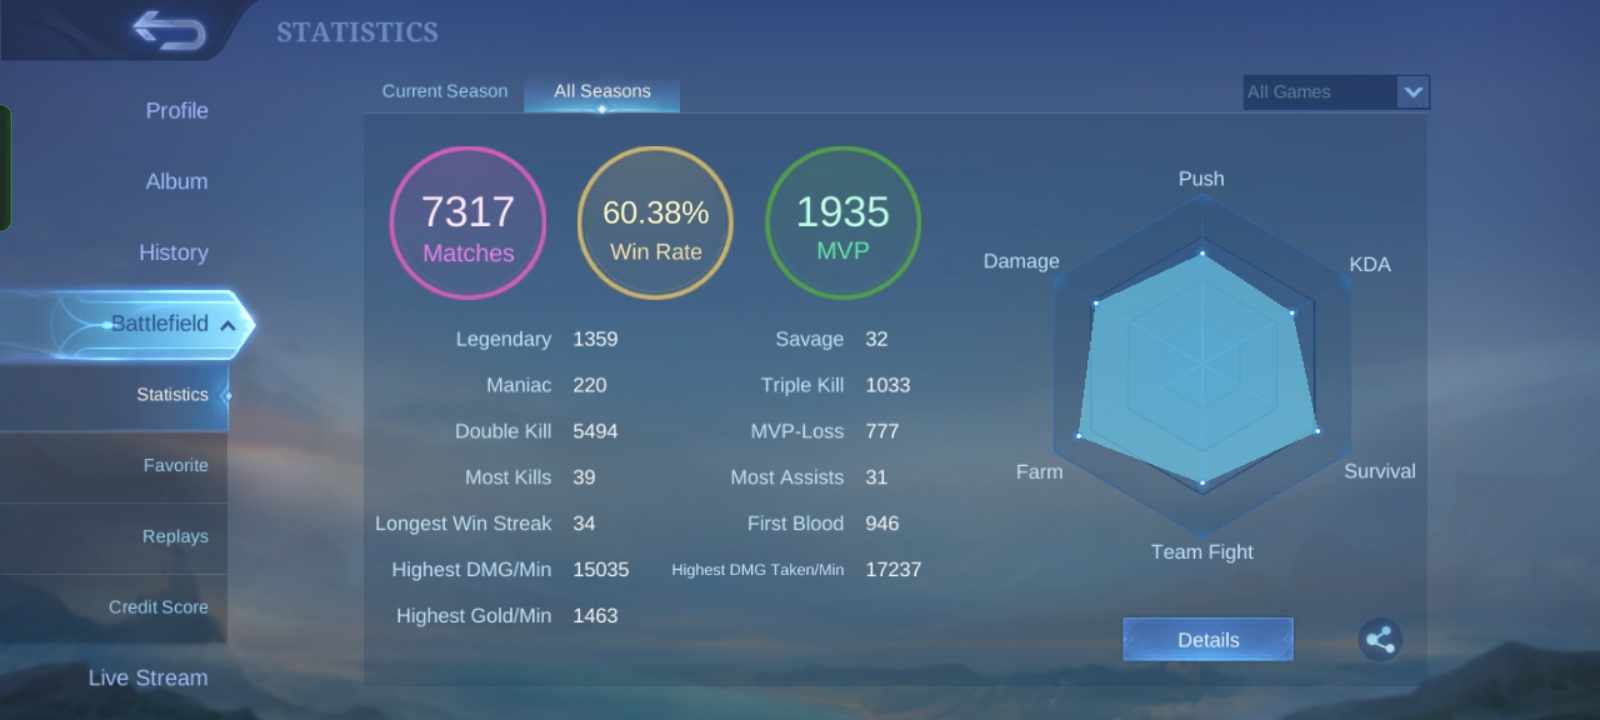 STATISTICS
Profile
Album
History
Battlefield
Statistics
Favorite
Replays
Credit Score
Live Stream
Current Season
All Seasons
All Games
7317
Matches
60.38%
Win Rate
1935
MVP
Legendary 1359
Savage 32
Maniac 220
Triple Kill 1033
Double Kill 5494
MVP-Loss 777
Most Kills 39
Most Assists 31
Longest Win Streak 34
First Blood 946
Highest DMG/Min 15035
Highest DMG Taken/Min 17237
Highest Gold/Min 1463
Push
Damage
KDA
Farm
Survival
Team Fight
Details